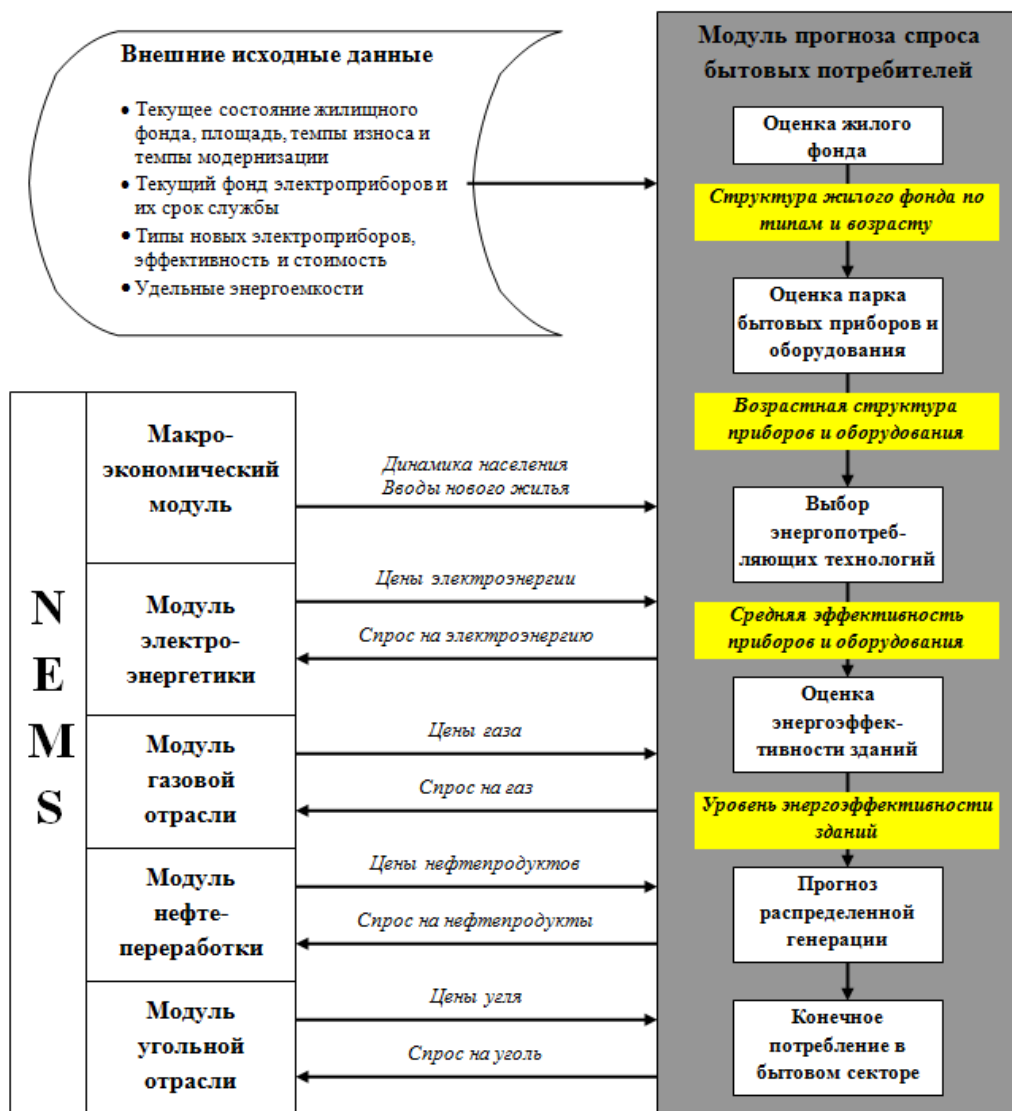 Внешние исходные данные
• Текущее состояние жилищного
фонда, площадь, темпы износа и
темпы модернизации
• Текущий фонд электроприборов и
их срок службы
• Типы новых электроприборов,
эффективность и стоимость
• Удельные энергоемкости
Модуль прогноза спроса
бытовых потребителей
Оценка жилого
фонда
Структура жилого фонда по
типам и возрасту
Оценка парка
бытовых приборов и
оборудования
Возрастная структура
приборов и оборудования
Выбор
энергопотреб-
ляющих технологий
Средняя эффективность
приборов и оборудования
Оценка
энергоэффек-
тивности зданий
Уровень энергоэффективности
зданий
Прогноз
распределенной
генерации
Конечное
потребление в
бытовом секторе
N
E
M
S
Макро-
экономический
модуль
Динамика населения
Вводы нового жилья
Модуль
электро-
энергетики
Цены электроэнергии
Спрос на электроэнергию
Модуль
газовой
отрасли
Цены газа
Спрос на газ
Модуль
нефте-
переработки
Цены нефтепродуктов
Спрос на нефтепродукты
Модуль
угольной
отрасли
Цены угля
Спрос на уголь